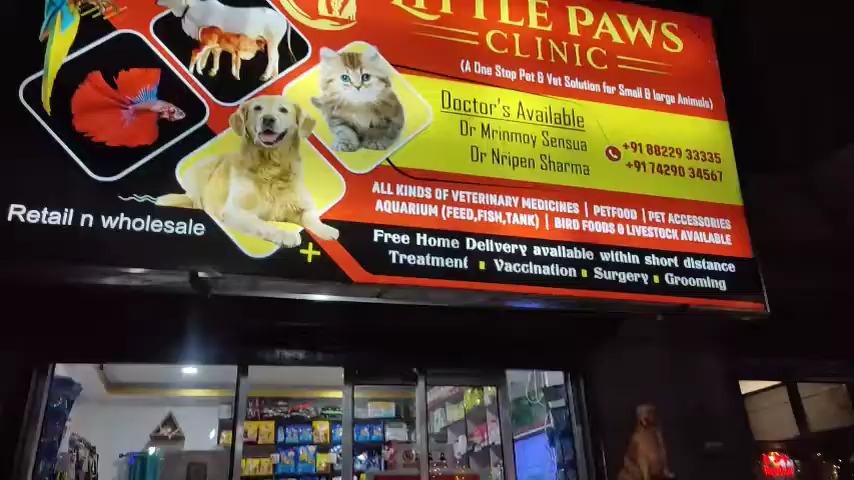 LITTLE PAWS
CLINIC
(A One Stop Pet & Vet Solution for Small & large Animals)
Doctor's Available
Dr Mrinmoy Sensua
Dr Nripen Sharma
+91 88229 33335
+91 74290 34567
ALL KINDS OF VETERINARY MEDICINES | PETFOOD | PET ACCESSORIES
AQUARIUM (FEED,FISH,TANK) | BIRD FOODS & LIVESTOCK AVAILABLE
Retail n wholesale
Free Home Delivery available within short distance
Treatment Vaccination Surgery Grooming